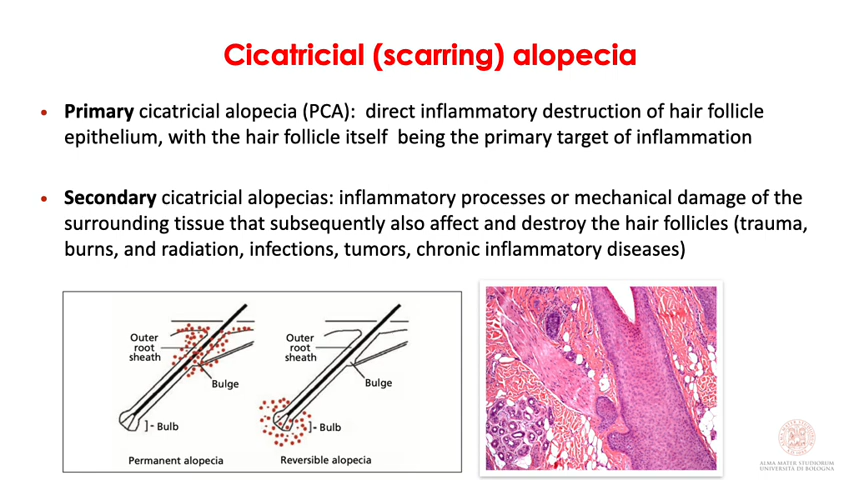 Cicatricial (scarring) alopecia
• Primary cicatricial alopecia (PCA): direct inflammatory destruction of hair follicle
epithelium, with the hair follicle itself being the primary target of inflammation
• Secondary cicatricial alopecias: inflammatory processes or mechanical damage of the
surrounding tissue that subsequently also affect and destroy the hair follicles (trauma,
burns, and radiation, infections, tumors, chronic inflammatory diseases)
Outer
root
sheath
Bulge
]- Bulb
Permanent alopecia
Outer
root
sheath
Bulge
]- Bulb
Reversible alopecia
ALMA MATER STUDIORUM
UNIVERSITÀ DI BOLOGNA